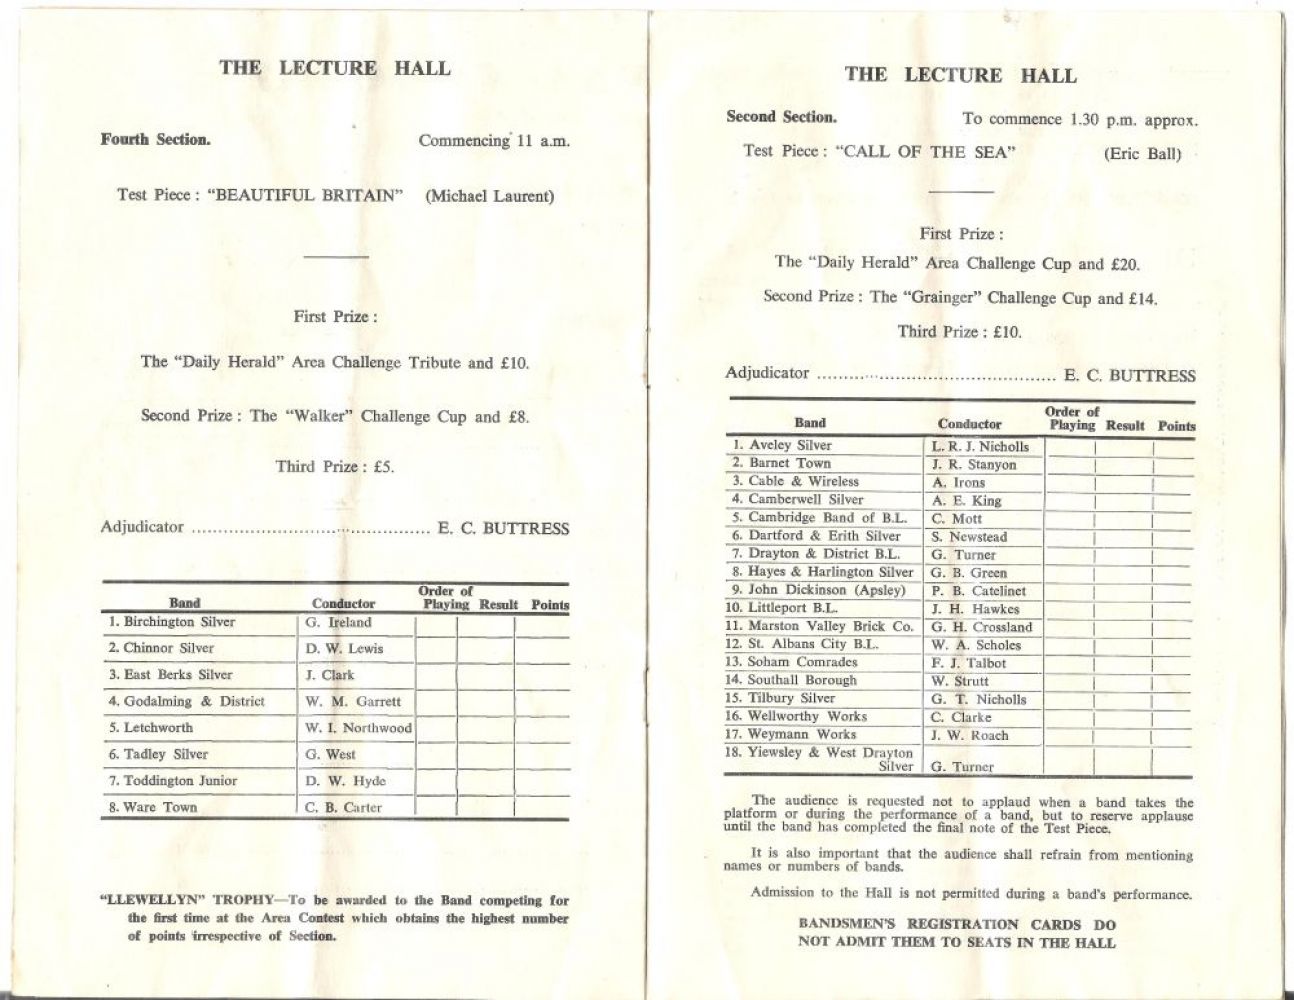 THE LECTURE HALL
Fourth Section. Commencing 11 a.m.
Test Piece : "BEAUTIFUL BRITAIN" (Michael Laurent)
First Prize :
The "Daily Herald" Area Challenge Tribute and £10.
Second Prize : The "Walker" Challenge Cup and £8.
Third Prize : £5.
Adjudicator ............................................. E. C. BUTTRESS
Band Conductor Order of Playing Result Points
1. Birchington Silver G. Ireland
2. Chinnor Silver D. W. Lewis
3. East Berks Silver J. Clark
4. Godalming & District W. M. Garrett
5. Letchworth W. I. Northwood
6. Tadley Silver G. West
7. Toddington Junior D. W. Hyde
8. Ware Town C. B. Carter
"LLEWELLYN" TROPHY—To be awarded to the Band competing for
the first time at the Area Contest which obtains the highest number
of points irrespective of Section.
THE LECTURE HALL
Second Section. To commence 1.30 p.m. approx.
Test Piece : "CALL OF THE SEA" (Eric Ball)
First Prize :
The "Daily Herald" Area Challenge Cup and £20.
Second Prize : The "Grainger" Challenge Cup and £14.
Third Prize : £10.
Adjudicator ............................................. E. C. BUTTRESS
Band Conductor Order of Playing Result Points
1. Aveley Silver L. R. J. Nicholls
2. Barnet Town J. R. Stanyon
3. Cable & Wireless A. Irons
4. Camberwell Silver A. E. King
5. Cambridge Band of B.L. C. Mott
6. Dartford & Erith Silver S. Newstead
7. Drayton & District B.L. G. Turner
8. Hayes & Harlington Silver G. B. Green
9. John Dickinson (Apsley) P. B. Catelinet
10. Littleport B.L. J. H. Hawkes
11. Marston Valley Brick Co. G. H. Crossland
12. St. Albans City B.L. W. A. Scholes
13. Soham Comrades F. J. Talbot
14. Southall Borough W. Strutt
15. Tilbury Silver G. T. Nicholls
16. Wellworthy Works C. Clarke
17. Weymann Works J. W. Roach
18. Yiewsley & West Drayton
Silver G. Turner
The audience is requested not to applaud when a band takes the
platform or during the performance of a band, but to reserve applause
until the band has completed the final note of the Test Piece.
It is also important that the audience shall refrain from mentioning
names or numbers of bands.
Admission to the Hall is not permitted during a band's performance.
BANDSMEN'S REGISTRATION CARDS DO
NOT ADMIT THEM TO SEATS IN THE HALL